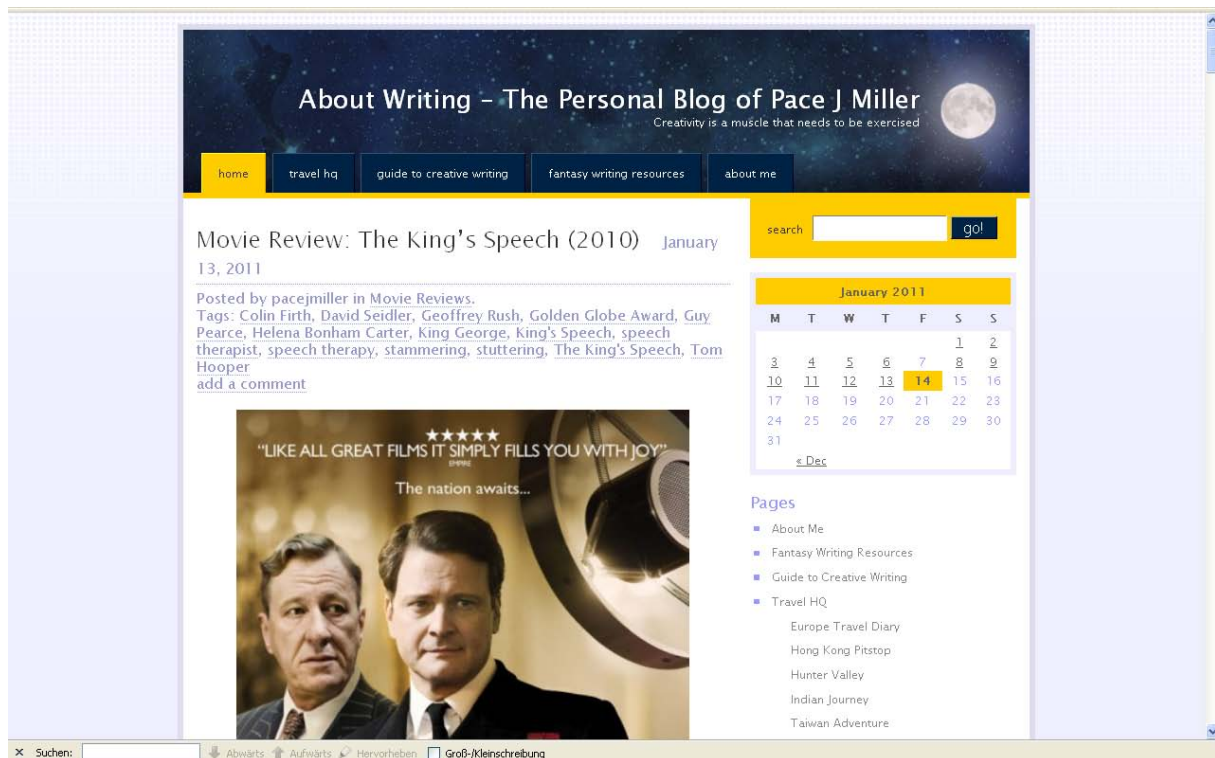 About Writing – The Personal Blog of Pace J Miller
Creativity is a muscle that needs to be exercised
home travel hq guide to creative writing fantasy writing resources about me
Movie Review: The King's Speech (2010) January
13, 2011
Posted by pacejmiller in Movie Reviews.
Tags: Colin Firth, David Seidler, Geoffrey Rush, Golden Globe Award, Guy
Pearce, Helena Bonham Carter, King George, King's Speech, speech
therapist, speech therapy, stammering, stuttering, The King's Speech, Tom
Hooper
add a comment
"LIKE ALL GREAT FILMS IT SIMPLY FILLS YOU WITH JOY"
EMPIRE
The nation awaits...
search go!
January 2011
M T W T F S S
1 2
3 4 5 6 7 8 9
10 11 12 13 14 15 16
17 18 19 20 21 22 23
24 25 26 27 28 29 30
31
« Dec
Pages
About Me
Fantasy Writing Resources
Guide to Creative Writing
Travel HQ
Europe Travel Diary
Hong Kong Pitstop
Hunter Valley
Indian Journey
Taiwan Adventure
Suchen: Abwärts Aufwärts Hervorheben Groß-/Kleinschreibung